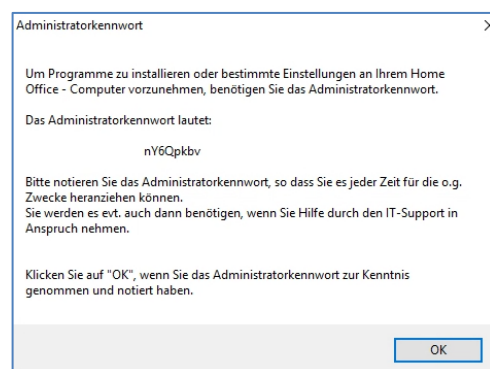 Administratorkennwort
Um Programme zu installieren oder bestimmte Einstellungen an Ihrem Home
Office - Computer vorzunehmen, benötigen Sie das Administratorkennwort.
Das Administratorkennwort lautet:
nY6Qpkbv
Bitte notieren Sie das Administratorkennwort, so dass Sie es jeder Zeit für die o.g.
Zwecke heranziehen können.
Sie werden es evt. auch dann benötigen, wenn Sie Hilfe durch den IT-Support in
Anspruch nehmen.
Klicken Sie auf "OK", wenn Sie das Administratorkennwort zur Kenntnis
genommen und notiert haben.
OK